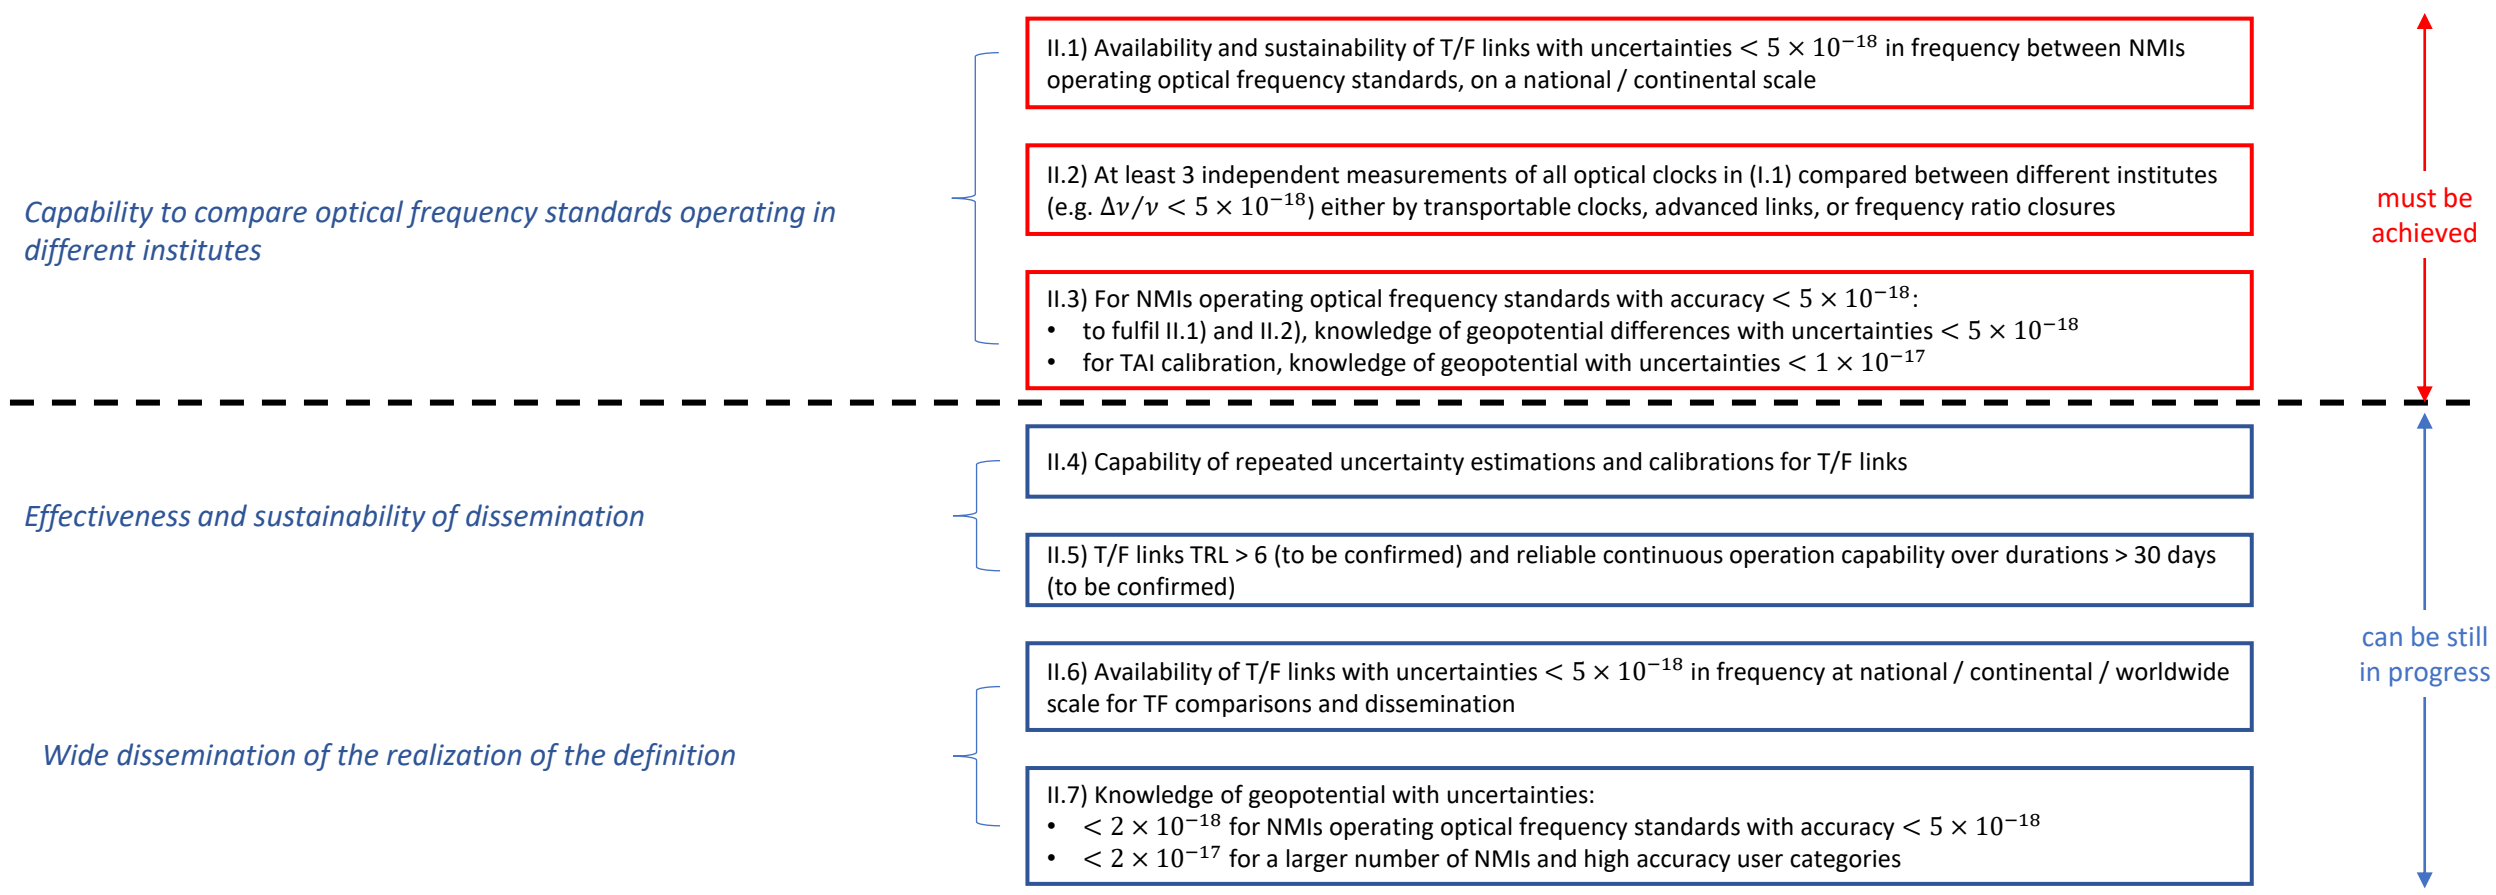 II.1) Availability and sustainability of T/F links with uncertainties < 5 × 10⁻¹⁸ in frequency between NMIs
operating optical frequency standards, on a national / continental scale
II.2) At least 3 independent measurements of all optical clocks in (I.1) compared between different institutes
(e.g. Δν/ν < 5 × 10⁻¹⁸) either by transportable clocks, advanced links, or frequency ratio closures
Capability to compare optical frequency standards operating in
different institutes
must be
achieved
II.3) For NMIs operating optical frequency standards with accuracy < 5 × 10⁻¹⁸:
• to fulfil II.1) and II.2), knowledge of geopotential differences with uncertainties < 5 × 10⁻¹⁸
• for TAI calibration, knowledge of geopotential with uncertainties < 1 × 10⁻¹⁷
II.4) Capability of repeated uncertainty estimations and calibrations for T/F links
Effectiveness and sustainability of dissemination
II.5) T/F links TRL > 6 (to be confirmed) and reliable continuous operation capability over durations > 30 days
(to be confirmed)
can be still
in progress
II.6) Availability of T/F links with uncertainties < 5 × 10⁻¹⁸ in frequency at national / continental / worldwide
scale for TF comparisons and dissemination
Wide dissemination of the realization of the definition
II.7) Knowledge of geopotential with uncertainties:
• < 2 × 10⁻¹⁸ for NMIs operating optical frequency standards with accuracy < 5 × 10⁻¹⁸
• < 2 × 10⁻¹⁷ for a larger number of NMIs and high accuracy user categories